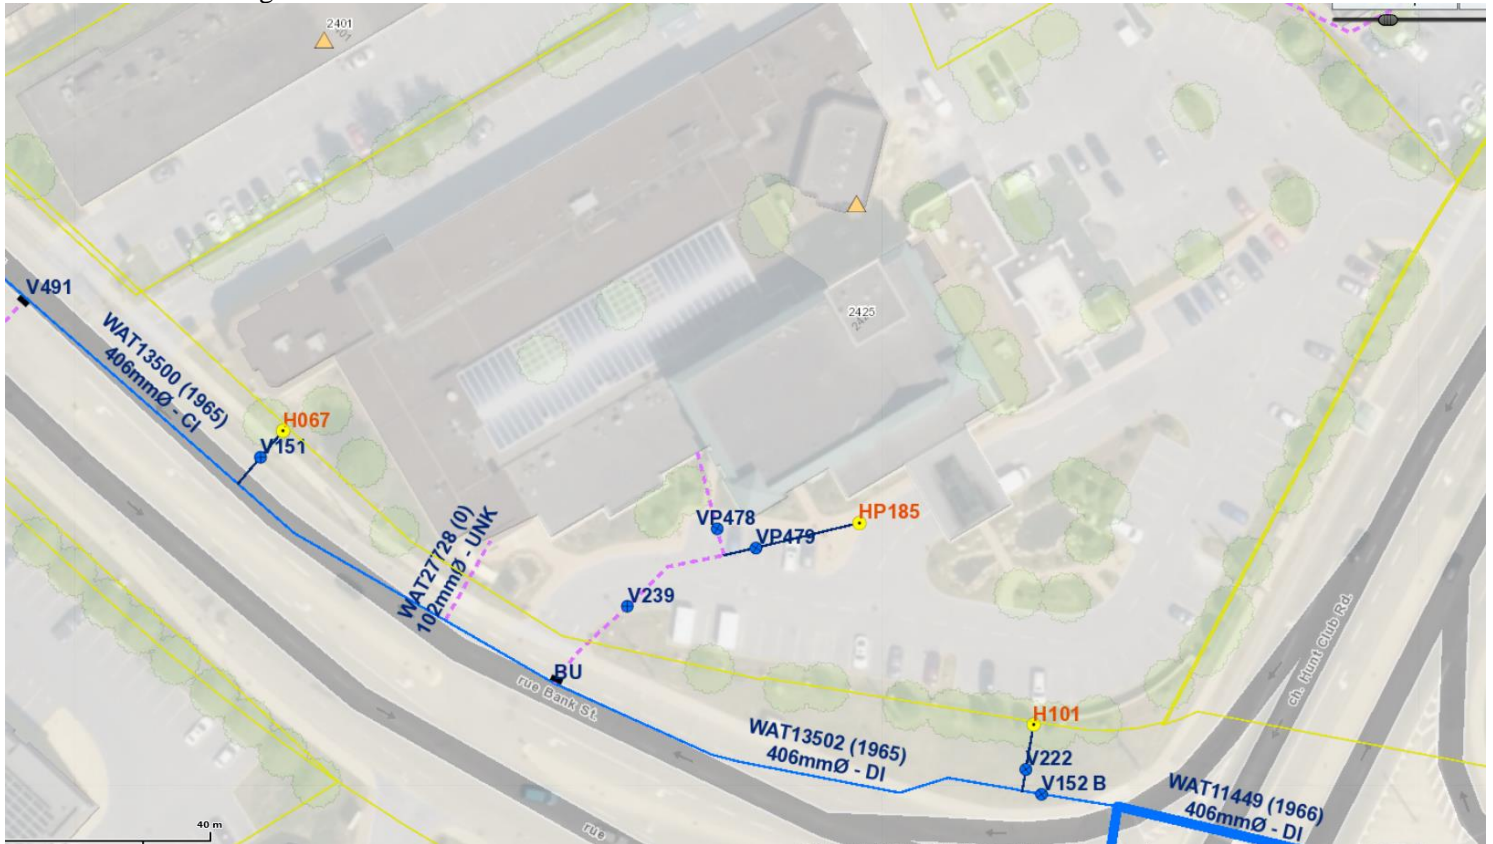 2401
V491
WAT13500 (1965)
406mmØ - CI
H067
V151
2425
WAT27728 (0)
102mmØ - UNK
VP478
VP479
HP185
V239
BU
rue Bank St.
ch. Hunt Club Rd.
H101
V222
V152 B
WAT13502 (1965)
406mmØ - DI
WAT11449 (1966)
406mmØ - DI
40 m
rue